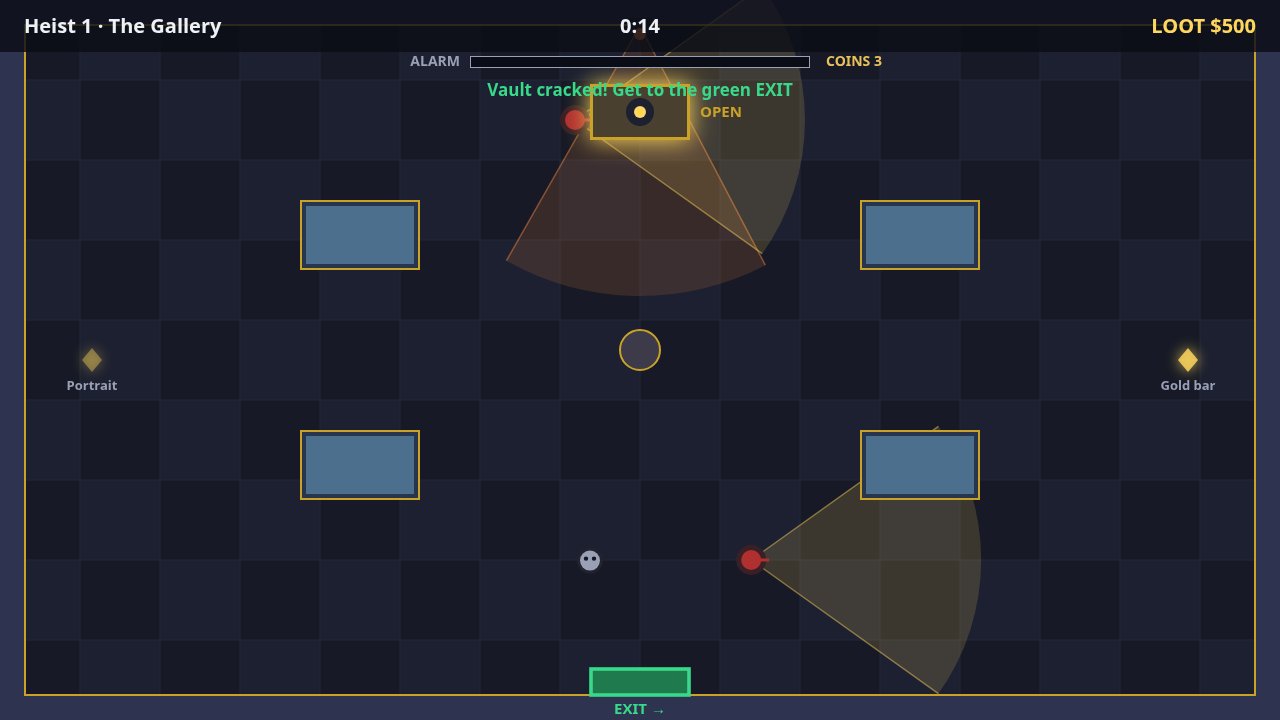 Heist 1 · The Gallery
0:14
LOOT $500
ALARM
COINS 3
Vault cracked! Get to the green EXIT
OPEN
Portrait
Gold bar
EXIT →